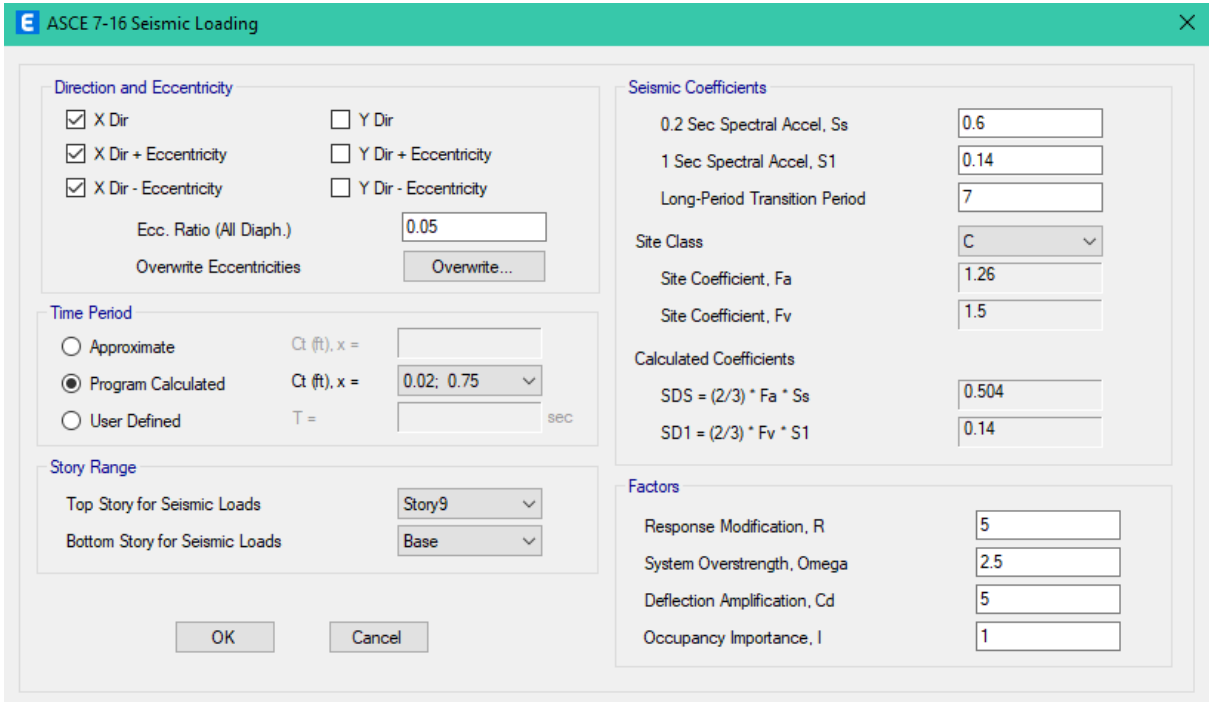 E ASCE 7-16 Seismic Loading
Direction and Eccentricity
X Dir Y Dir
X Dir + Eccentricity Y Dir + Eccentricity
X Dir - Eccentricity Y Dir - Eccentricity
Ecc. Ratio (All Diaph.) 0.05
Overwrite Eccentricities Overwrite...
Time Period
Approximate Ct (ft), x =
Program Calculated Ct (ft), x = 0.02; 0.75
User Defined T = sec
Story Range
Top Story for Seismic Loads Story9
Bottom Story for Seismic Loads Base
OK Cancel
Seismic Coefficients
0.2 Sec Spectral Accel, Ss 0.6
1 Sec Spectral Accel, S1 0.14
Long-Period Transition Period 7
Site Class C
Site Coefficient, Fa 1.26
Site Coefficient, Fv 1.5
Calculated Coefficients
SDS = (2/3) * Fa * Ss 0.504
SD1 = (2/3) * Fv * S1 0.14
Factors
Response Modification, R 5
System Overstrength, Omega 2.5
Deflection Amplification, Cd 5
Occupancy Importance, I 1